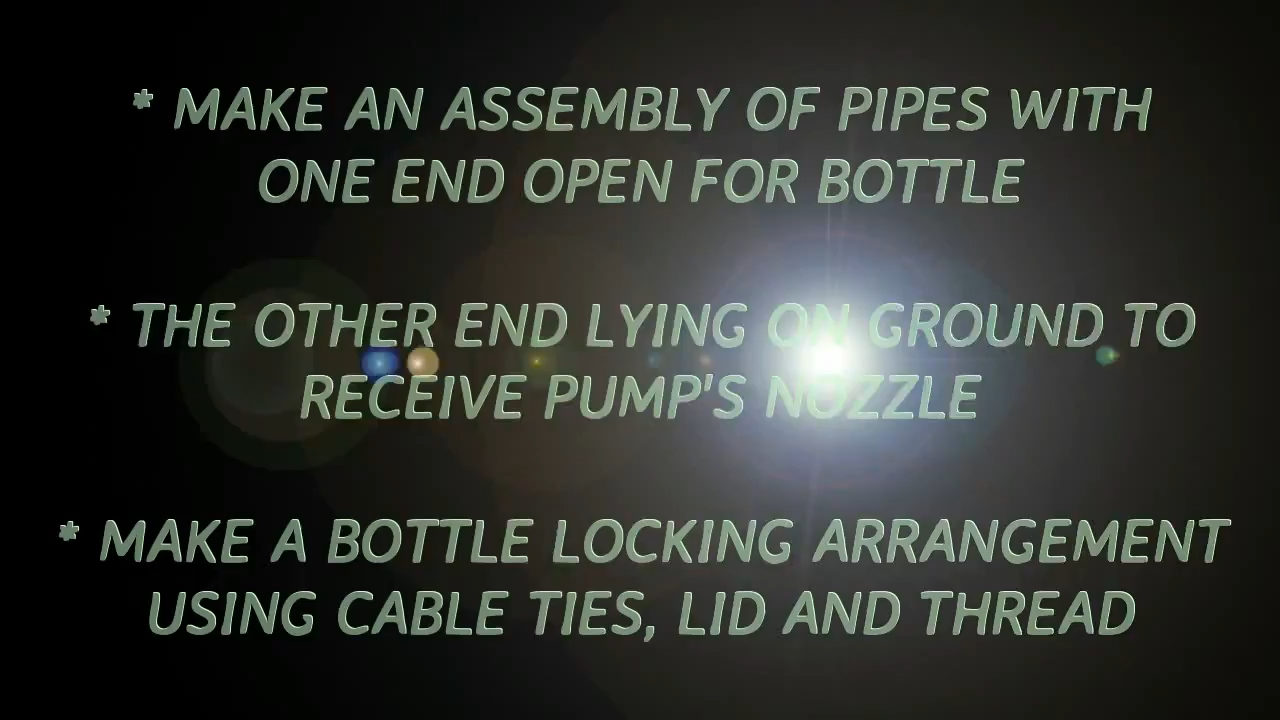 * MAKE AN ASSEMBLY OF PIPES WITH
ONE END OPEN FOR BOTTLE
* THE OTHER END LYING ON GROUND TO
RECEIVE PUMP'S NOZZLE
* MAKE A BOTTLE LOCKING ARRANGEMENT
USING CABLE TIES, LID AND THREAD